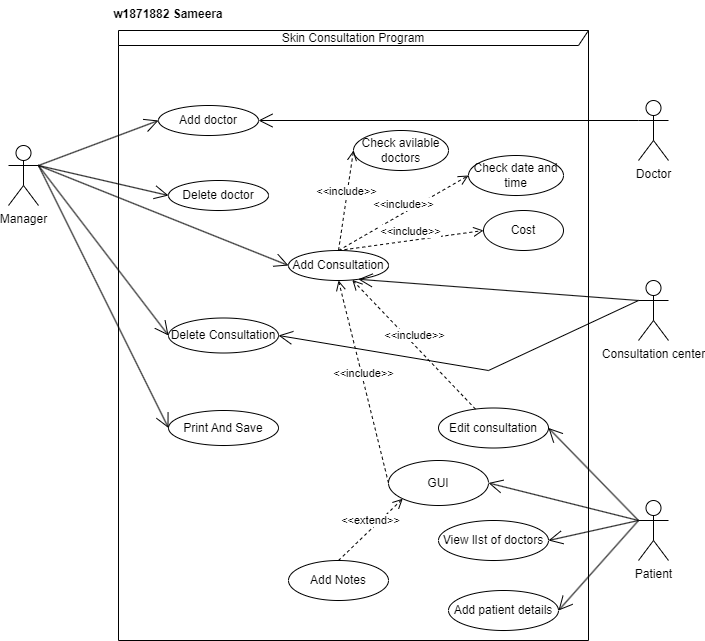 w1871882 Sameera
Skin Consultation Program
Add doctor
Check avilable
doctors
Doctor
Check date and
time
Manager
Delete doctor
<<include>>
<<include>>
<<include>>
Cost
Add Consultation
Delete Consultation
<<include>>
Consultation center
<<include>>
Print And Save
Edit consultation
GUI
<<extend>>
View lIst of doctors
Add Notes
Patient
Add patient details